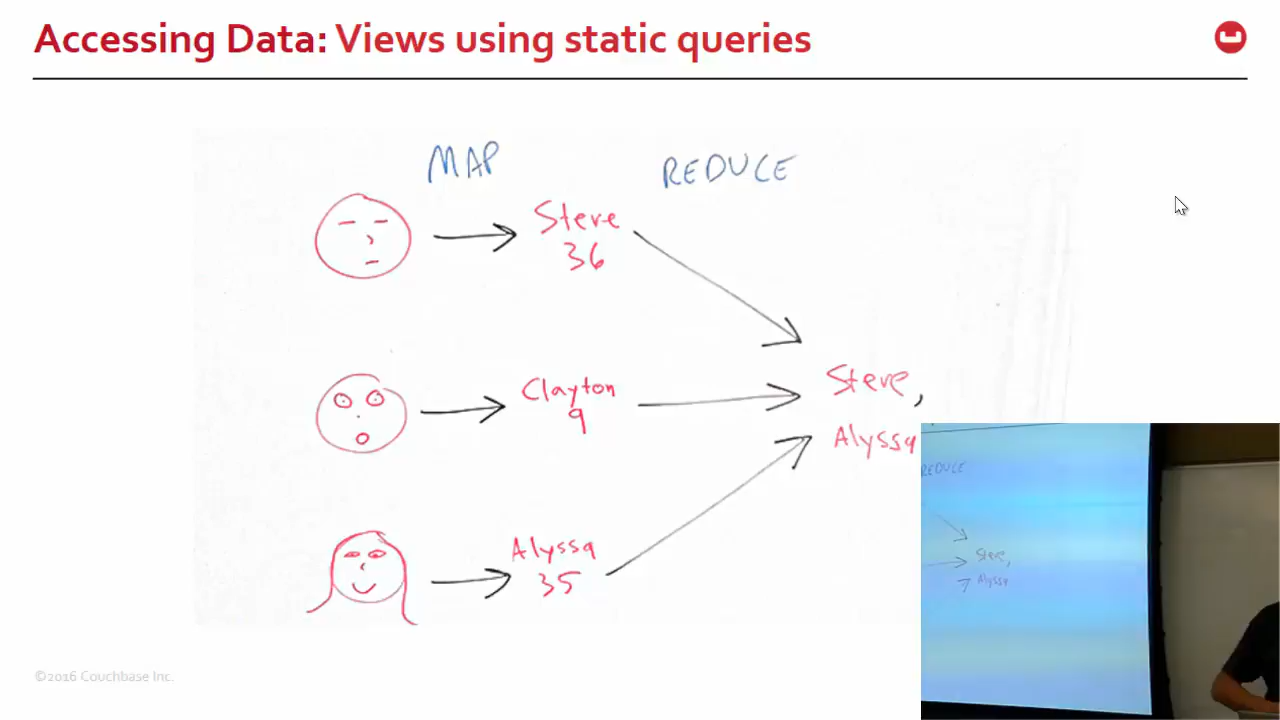 Accessing Data: Views using static queries
MAP
REDUCE
Steve
36
Clayton
9
Alyssa
35
Steve,
Alyssa
REDUCE
Steve,
Alyssa
©2016 Couchbase Inc.